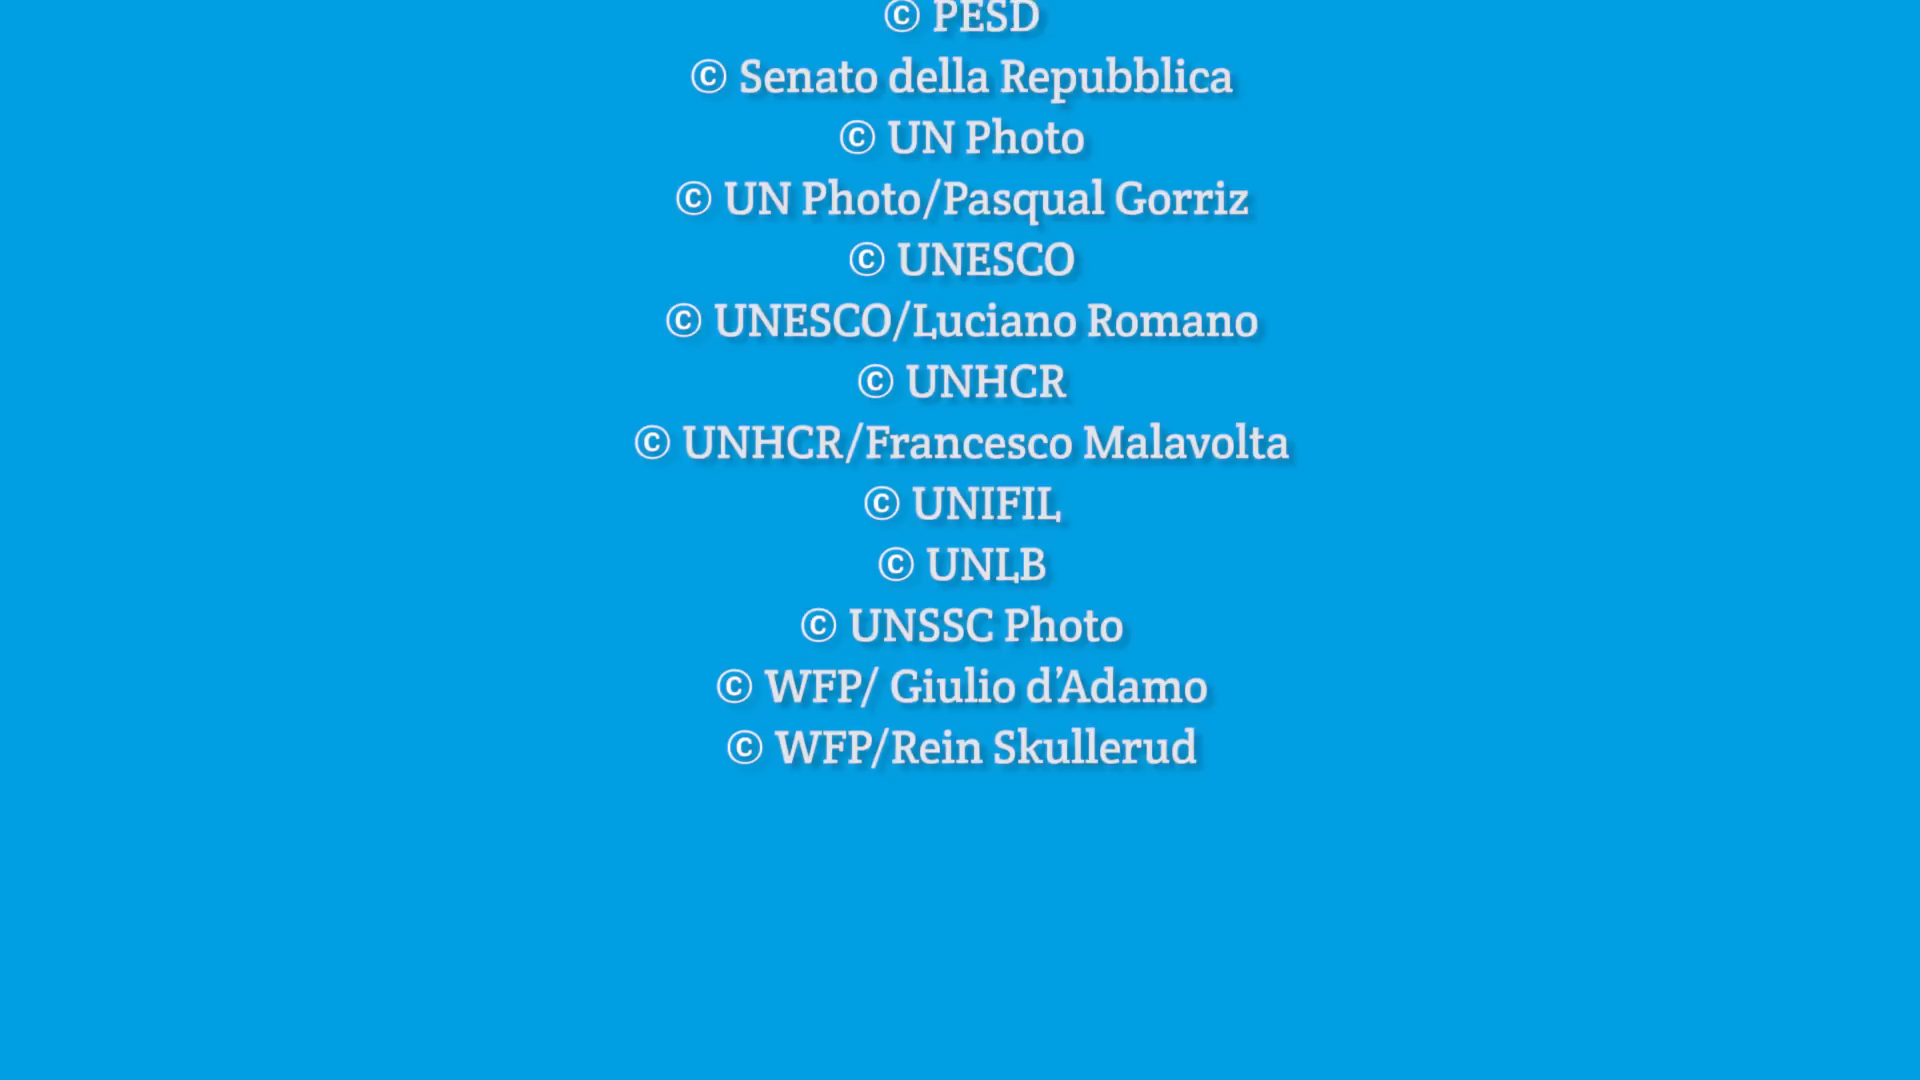 © PESD
© Senato della Repubblica
© UN Photo
© UN Photo/Pasqual Gorriz
© UNESCO
© UNESCO/Luciano Romano
© UNHCR
© UNHCR/Francesco Malavolta
© UNIFIL
© UNLB
© UNSSC Photo
© WFP/ Giulio d’Adamo
© WFP/Rein Skullerud